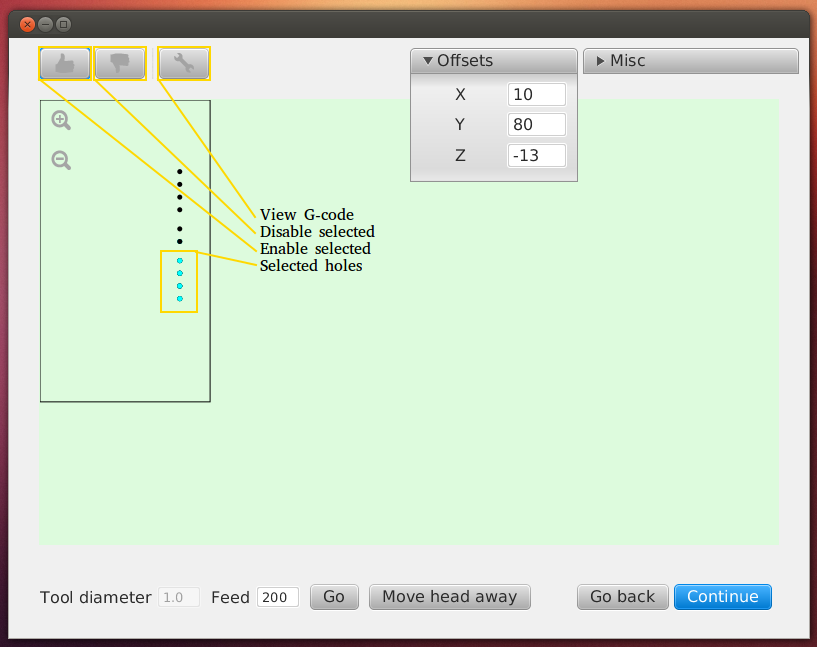 Offsets
Misc
X 10
Y 80
Z -13
View G-code
Disable selected
Enable selected
Selected holes
Tool diameter 1.0 Feed 200 Go Move head away Go back Continue